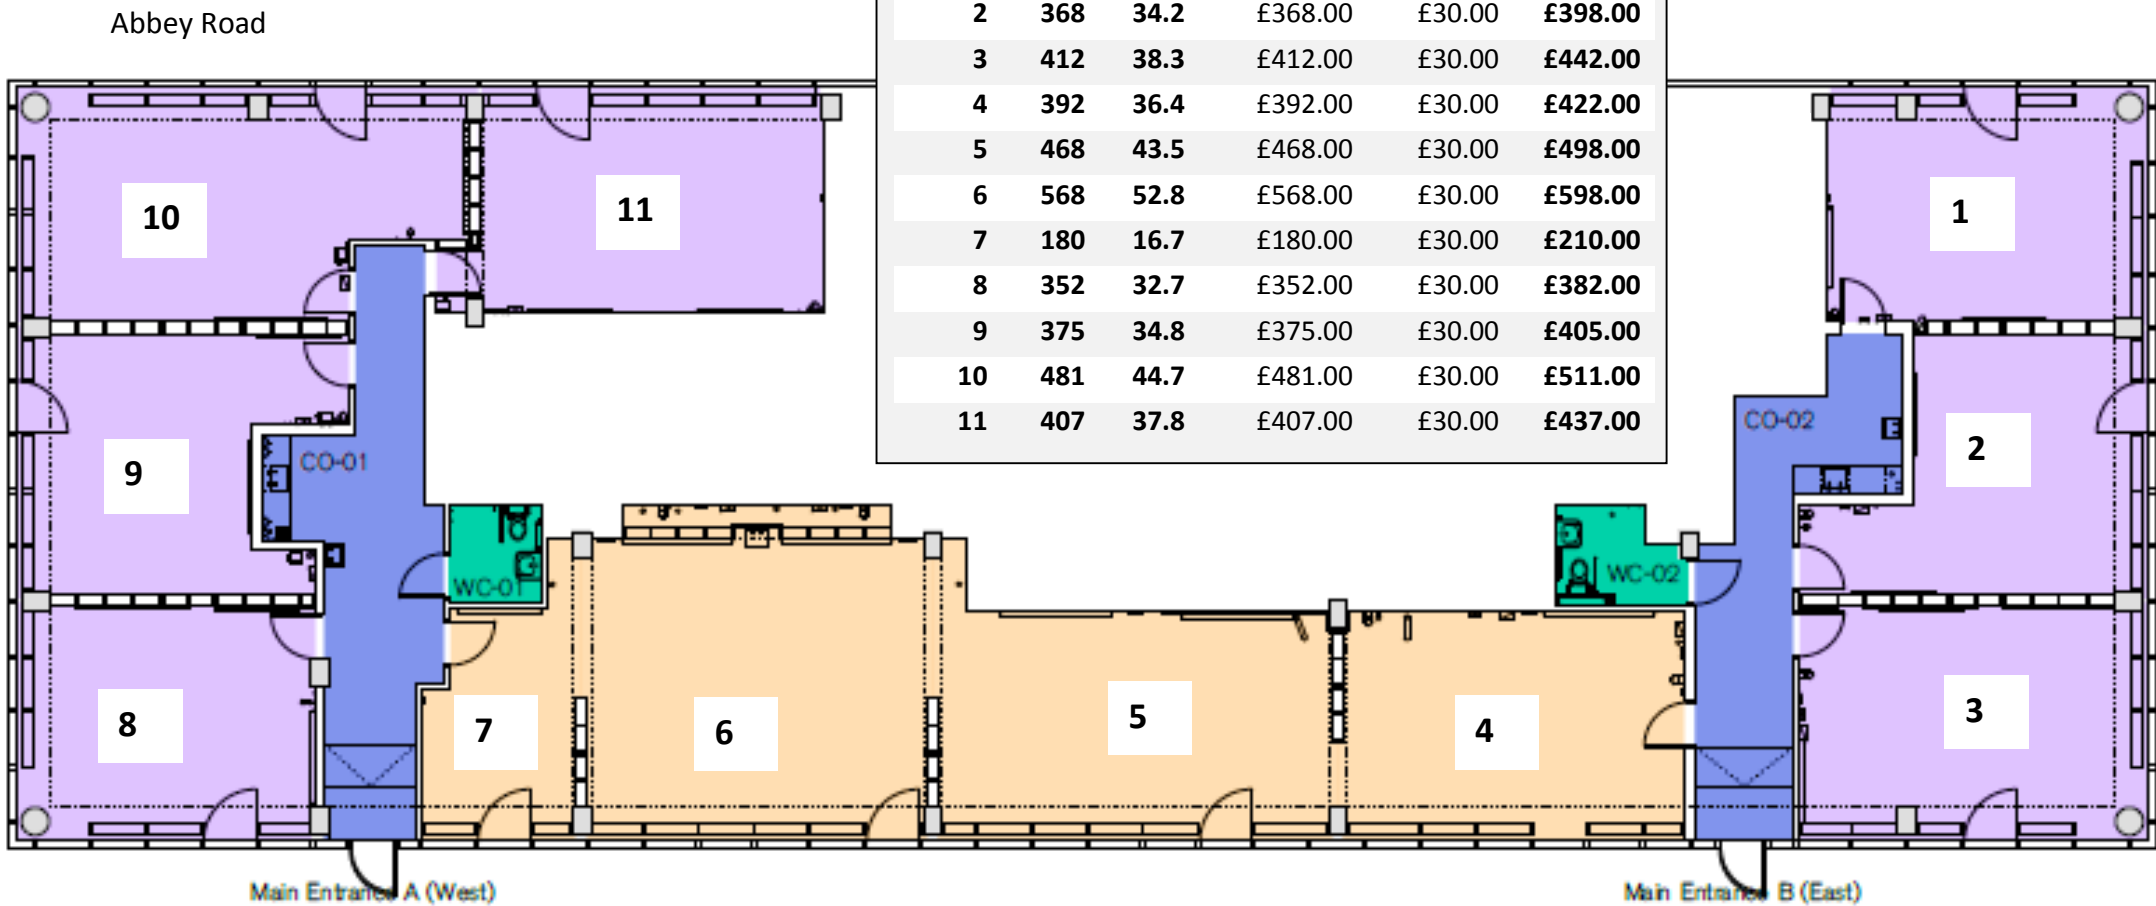 Abbey Road
2 368 34.2 £368.00 £30.00 £398.00
3 412 38.3 £412.00 £30.00 £442.00
4 392 36.4 £392.00 £30.00 £422.00
5 468 43.5 £468.00 £30.00 £498.00
6 568 52.8 £568.00 £30.00 £598.00
7 180 16.7 £180.00 £30.00 £210.00
8 352 32.7 £352.00 £30.00 £382.00
9 375 34.8 £375.00 £30.00 £405.00
10 481 44.7 £481.00 £30.00 £511.00
11 407 37.8 £407.00 £30.00 £437.00
10
11
1
9
CO-01
CO-02
2
WC-01
WC-02
8
7
6
5
4
3
Main Entrance A (West)
Main Entrance B (East)